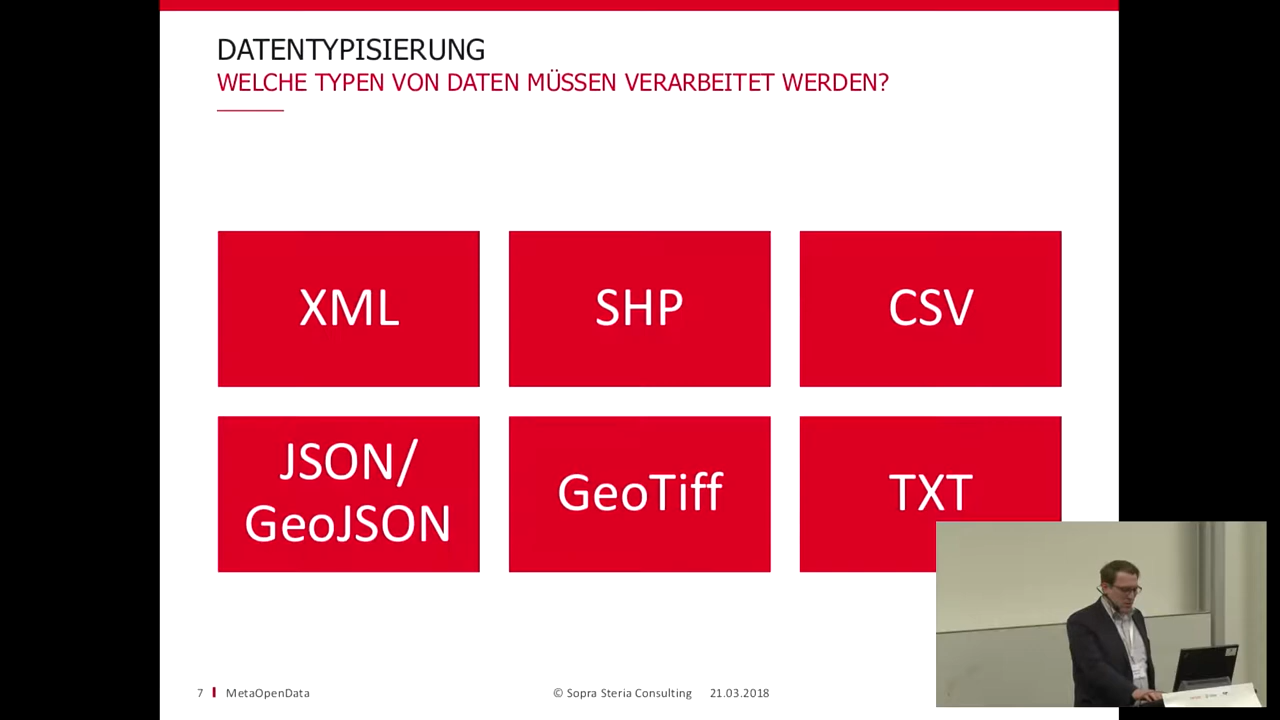 DATENTYPISIERUNG
WELCHE TYPEN VON DATEN MÜSSEN VERARBEITET WERDEN?
XML
SHP
CSV
JSON/
GeoJSON
GeoTiff
TXT
7 MetaOpenData © Sopra Steria Consulting 21.03.2018